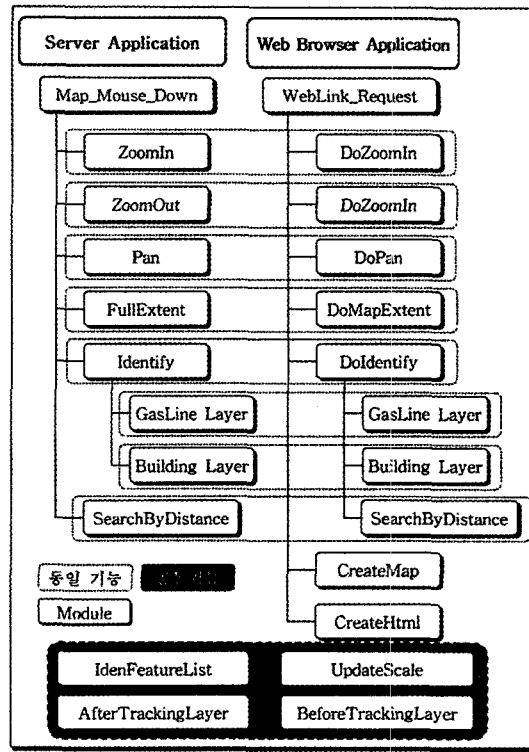 Server Application
Web Browser Application
Map_Mouse_Down
WebLink_Request
ZoomIn
DoZoomIn
ZoomOut
DoZoomIn
Pan
DoPan
FullExtent
DoMapExtent
Identify
DoIdentify
GasLine Layer
GasLine Layer
Building Layer
Building Layer
SearchByDistance
SearchByDistance
동일 기능
CreateMap
Module
CreateHtml
IdenFeatureList
UpdateScale
AfterTrackingLayer
BeforeTrackingLayer